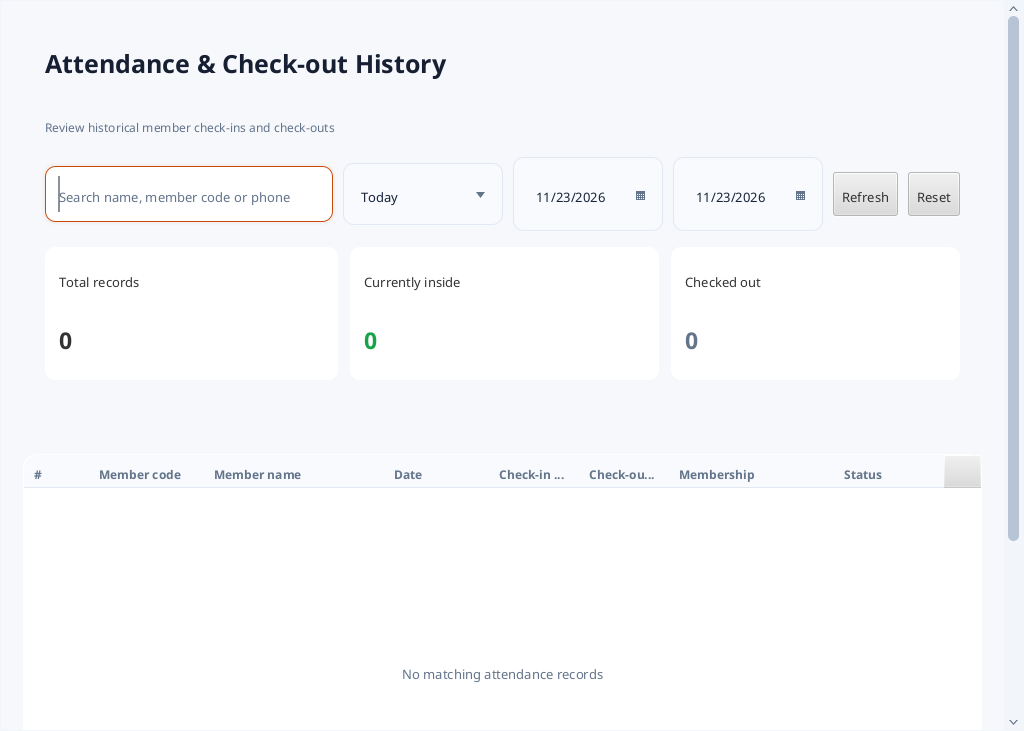 Attendance & Check-out History
Review historical member check-ins and check-outs
Search name, member code or phone
Today
11/23/2026
11/23/2026
Refresh
Reset
Total records
Currently inside
Checked out
0
0
0
# Member code Member name Date Check-in ... Check-ou... Membership Status
No matching attendance records